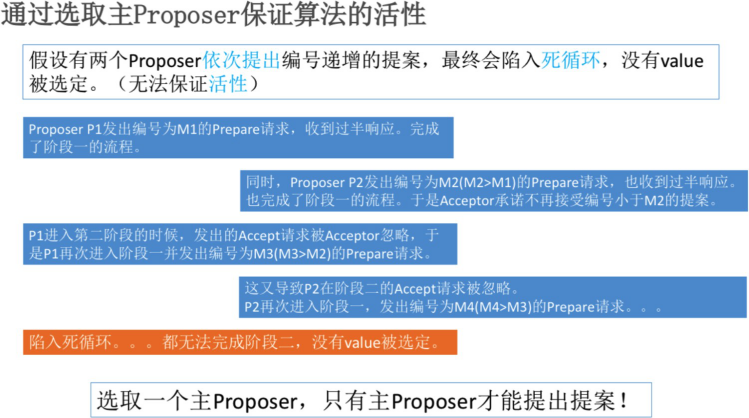 通过选取主Proposer保证算法的活性
假设有两个Proposer依次提出编号递增的提案，最终会陷入死循环，没有value
被选定。（无法保证活性）
Proposer P1发出编号为M1的Prepare请求，收到过半响应。完成
了阶段一的流程。
同时，Proposer P2发出编号为M2(M2>M1)的Prepare请求，也收到过半响应。
也完成了阶段一的流程。于是Acceptor承诺不再接受编号小于M2的提案。
P1进入第二阶段的时候，发出的Accept请求被Acceptor忽略，于
是P1再次进入阶段一并发出编号为M3(M3>M2)的Prepare请求。
这又导致P2在阶段二的Accept请求被忽略。
P2再次进入阶段一，发出编号为M4(M4>M3)的Prepare请求。。。
陷入死循环。。。都无法完成阶段二，没有value被选定。
选取一个主Proposer，只有主Proposer才能提出提案！